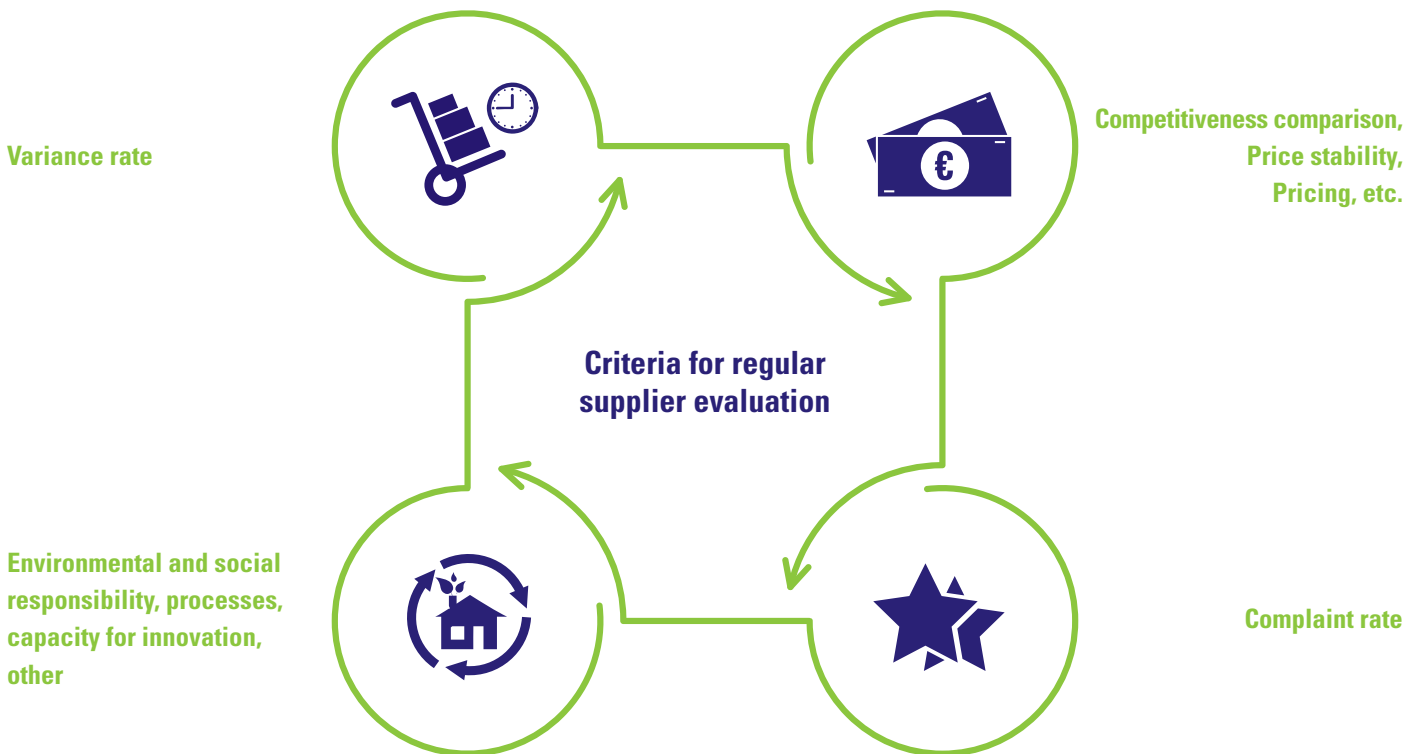 Variance rate
Competitiveness comparison,
Price stability,
Pricing, etc.
€
Criteria for regular
supplier evaluation
Environmental and social
responsibility, processes,
capacity for innovation,
other
Complaint rate